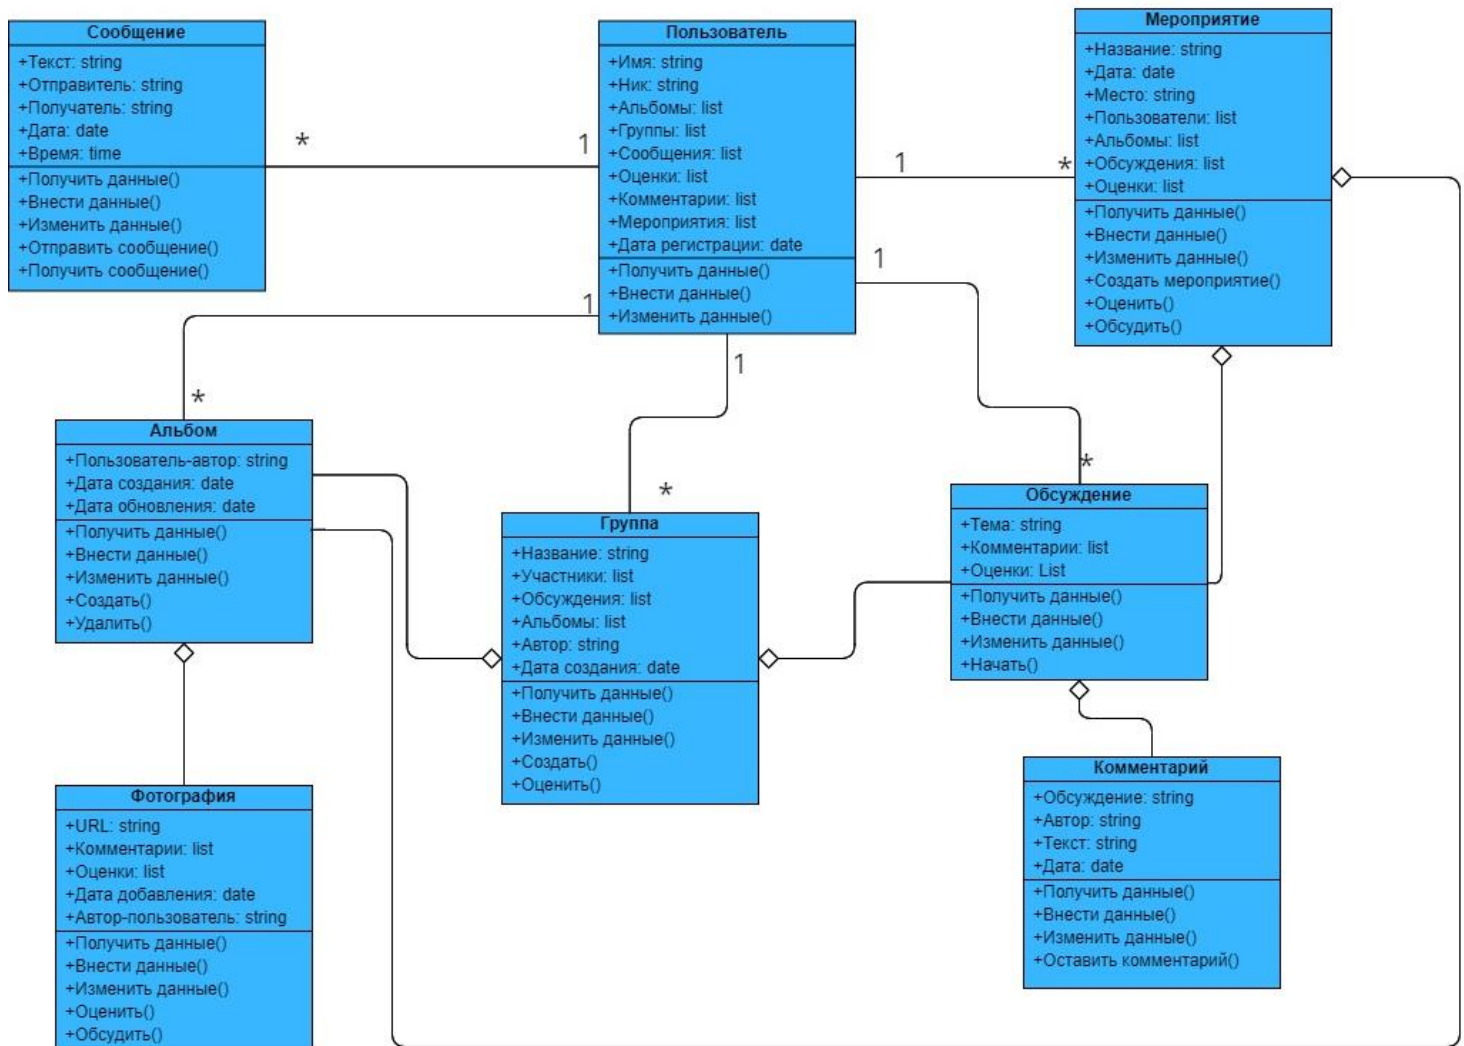 Сообщение
+Текст: string
+Отправитель: string
+Получатель: string
+Дата: date
+Время: time
+Получить данные()
+Внести данные()
+Изменить данные()
+Отправить сообщение()
+Получить сообщение()
*
1
Пользователь
+Имя: string
+Ник: string
+Альбомы: list
+Группы: list
+Сообщения: list
+Оценки: list
+Комментарии: list
+Мероприятия: list
+Дата регистрации: date
+Получить данные()
+Внести данные()
+Изменить данные()
1
*
Мероприятие
+Название: string
+Дата: date
+Место: string
+Пользователи: list
+Альбомы: list
+Обсуждения: list
+Оценки: list
+Получить данные()
+Внести данные()
+Изменить данные()
+Создать мероприятие()
+Оценить()
+Обсудить()
1
*
1
*
1
*
Альбом
+Пользователь-автор: string
+Дата создания: date
+Дата обновления: date
+Получить данные()
+Внести данные()
+Изменить данные()
+Создать()
+Удалить()
Группа
+Название: string
+Участники: list
+Обсуждения: list
+Альбомы: list
+Автор: string
+Дата создания: date
+Получить данные()
+Внести данные()
+Изменить данные()
+Создать()
+Оценить()
Обсуждение
+Тема: string
+Комментарии: list
+Оценки: List
+Получить данные()
+Внести данные()
+Изменить данные()
+Начать()
Фотография
+URL: string
+Комментарии: list
+Оценки: list
+Дата добавления: date
+Автор-пользователь: string
+Получить данные()
+Внести данные()
+Изменить данные()
+Оценить()
+Обсудить()
Комментарий
+Обсуждение: string
+Автор: string
+Текст: string
+Дата: date
+Получить данные()
+Внести данные()
+Изменить данные()
+Оставить комментарий()